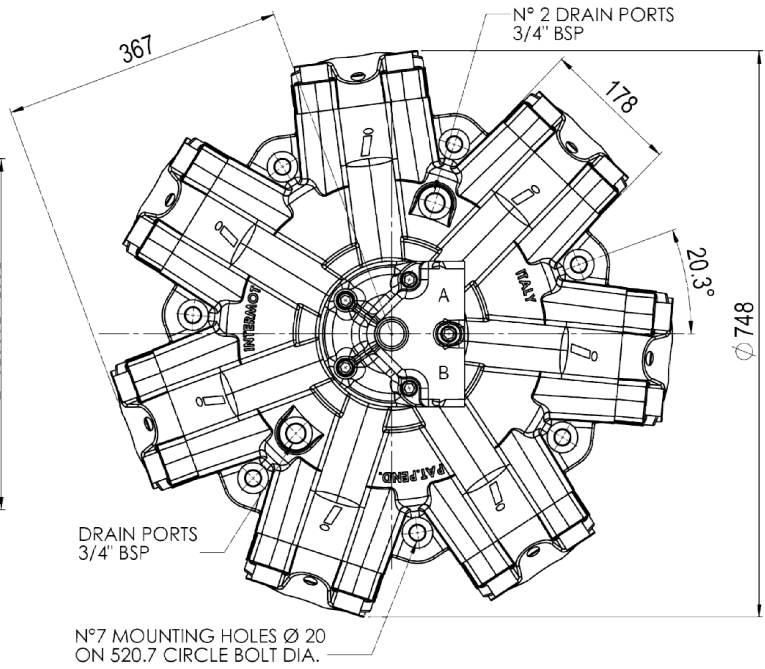 367
N° 2 DRAIN PORTS
3/4" BSP
178
20.3°
Ø 748
A
B
ITALY
INTERMOT
PAT.PEND.
DRAIN PORTS
3/4" BSP
N°7 MOUNTING HOLES Ø 20
ON 520.7 CIRCLE BOLT DIA.